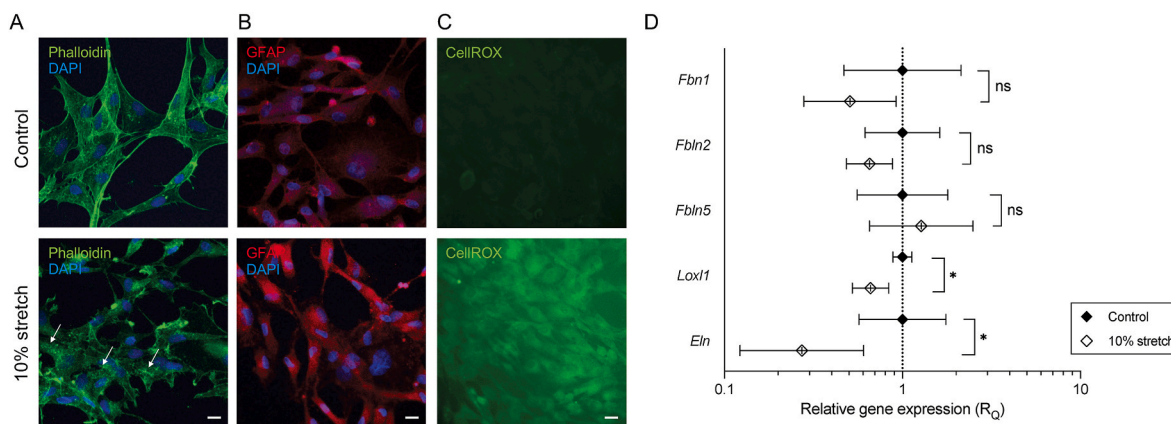 A
B
C
D
Control
10% stretch
Phalloidin
DAPI
GFAP
DAPI
CellROX
Phalloidin
DAPI
GFAP
DAPI
CellROX
Fbn1
ns
Fbln2
ns
Fbln5
ns
Loxl1
*
Eln
*
Control
10% stretch
0.1
1
10
Relative gene expression (RQ)